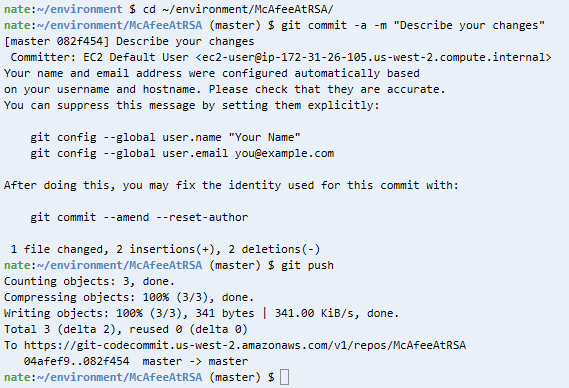 nate:~/environment $ cd ~/environment/McAfeeAtRSA/
nate:~/environment/McAfeeAtRSA (master) $ git commit -a -m "Describe your changes"
[master 082f454] Describe your changes
 Committer: EC2 Default User <ec2-user@ip-172-31-26-105.us-west-2.compute.internal>
Your name and email address were configured automatically based
on your username and hostname. Please check that they are accurate.
You can suppress this message by setting them explicitly:

    git config --global user.name "Your Name"
    git config --global user.email you@example.com

After doing this, you may fix the identity used for this commit with:

    git commit --amend --reset-author

 1 file changed, 2 insertions(+), 2 deletions(-)
nate:~/environment/McAfeeAtRSA (master) $ git push
Counting objects: 3, done.
Compressing objects: 100% (3/3), done.
Writing objects: 100% (3/3), 341 bytes | 341.00 KiB/s, done.
Total 3 (delta 2), reused 0 (delta 0)
To https://git-codecommit.us-west-2.amazonaws.com/v1/repos/McAfeeAtRSA
   04afef9..082f454  master -> master
nate:~/environment/McAfeeAtRSA (master) $